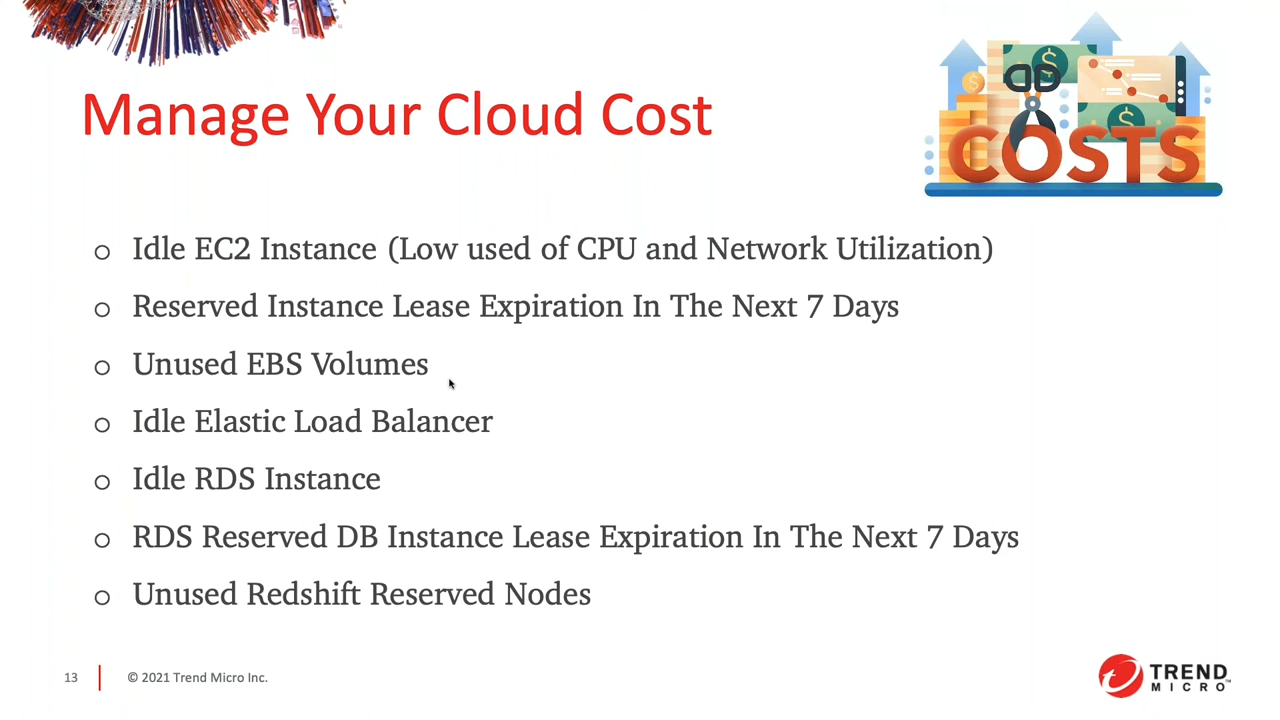 Manage Your Cloud Cost
COSTS
Idle EC2 Instance (Low used of CPU and Network Utilization)
Reserved Instance Lease Expiration In The Next 7 Days
Unused EBS Volumes
Idle Elastic Load Balancer
Idle RDS Instance
RDS Reserved DB Instance Lease Expiration In The Next 7 Days
Unused Redshift Reserved Nodes
13
© 2021 Trend Micro Inc.
TREND
MICRO™